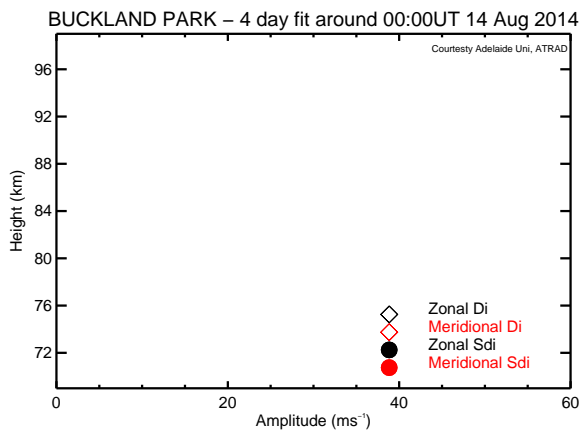 BUCKLAND PARK – 4 day fit around 00:00UT 14 Aug 2014
Courtesty Adelaide Uni, ATRAD
96
92
88
84
80
76
72
Height (km)
Zonal Di
Meridional Di
Zonal Sdi
Meridional Sdi
0
20
40
60
Amplitude (ms⁻¹)